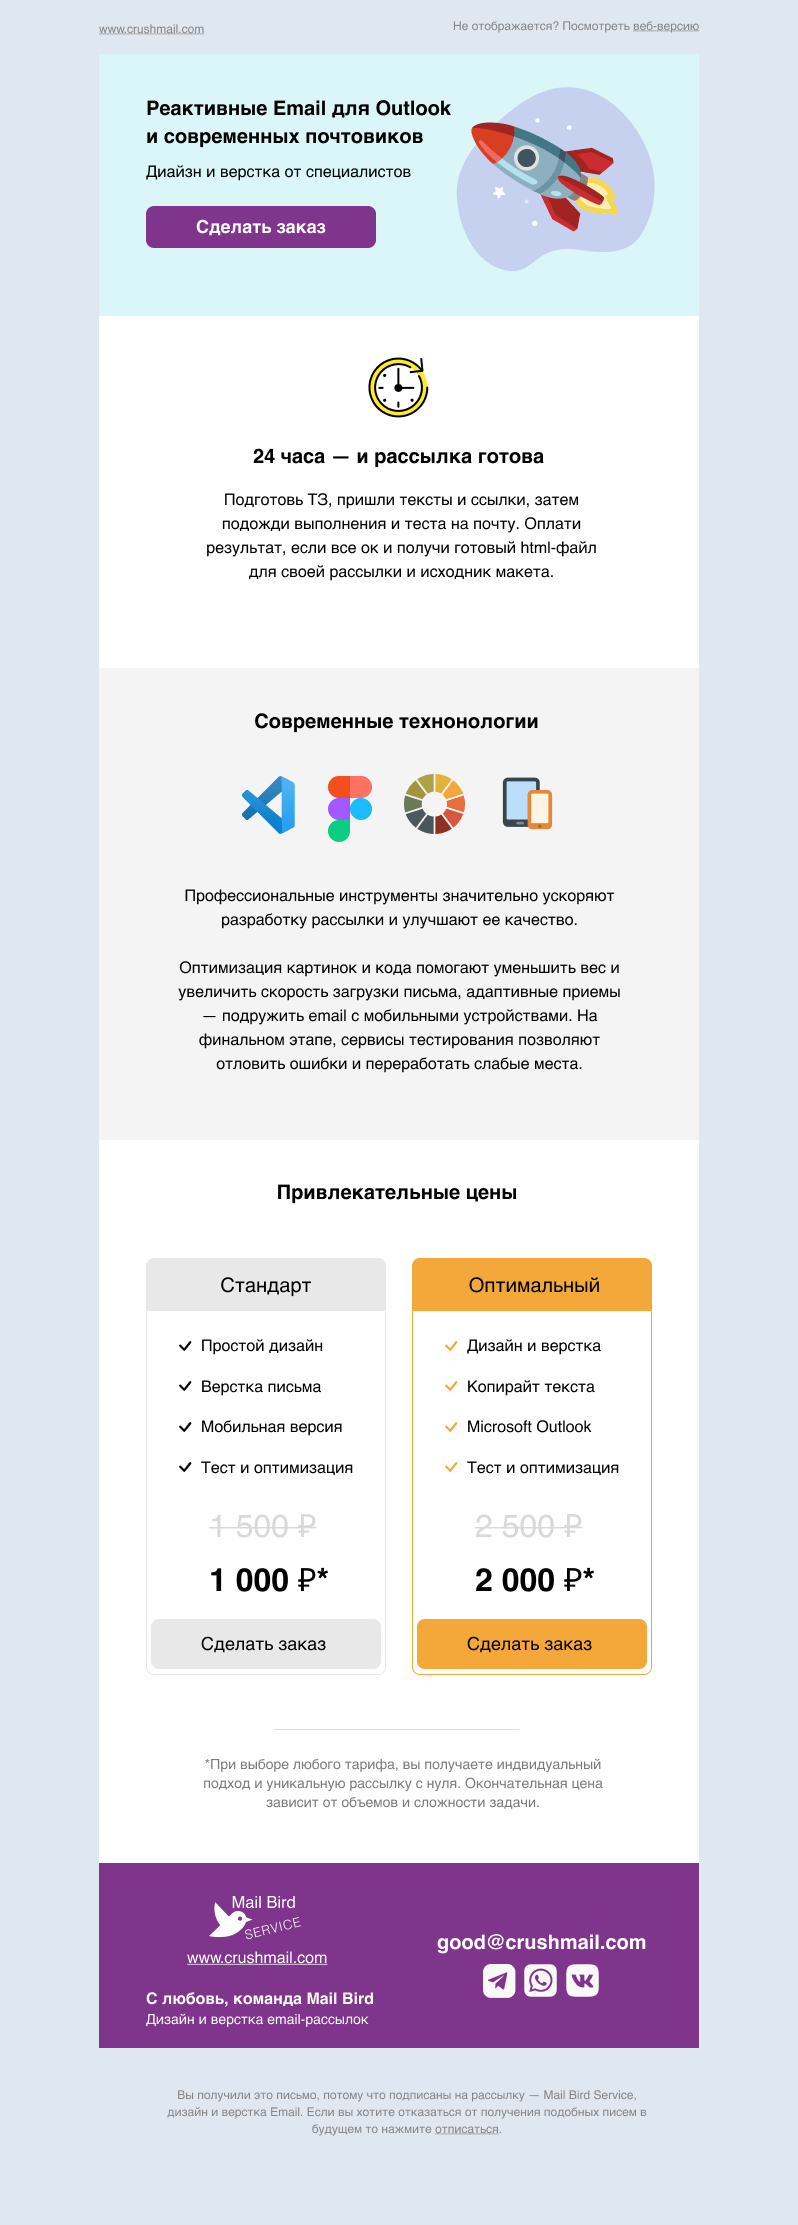 www.crushmail.com
Не отображается? Посмотреть веб-версию
Реактивные Email для Outlook
и современных почтовиков
Диайзн и верстка от специалистов
Сделать заказ
24 часа — и рассылка готова
Подготовь ТЗ, пришли тексты и ссылки, затем
подожди выполнения и теста на почту. Оплати
результат, если все ок и получи готовый html-файл
для своей рассылки и исходник макета.
Современные технонологии
Профессиональные инструменты значительно ускоряют
разработку рассылки и улучшают ее качество.
Оптимизация картинок и кода помогают уменьшить вес и
увеличить скорость загрузки письма, адаптивные приемы
— подружить email с мобильными устройствами. На
финальном этапе, сервисы тестирования позволяют
отловить ошибки и переработать слабые места.
Привлекательные цены
Стандарт
Простой дизайн
Верстка письма
Мобильная версия
Тест и оптимизация
1 500 ₽
1 000 ₽*
Сделать заказ
Оптимальный
Дизайн и верстка
Копирайт текста
Microsoft Outlook
Тест и оптимизация
2 500 ₽
2 000 ₽*
Сделать заказ
*При выборе любого тарифа, вы получаете индвидуальный
подход и уникальную рассылку с нуля. Окончательная цена
зависит от объемов и сложности задачи.
Mail Bird
SERVICE
www.crushmail.com
С любовь, команда Mail Bird
Дизайн и верстка email-рассылок
good@crushmail.com
Вы получили это письмо, потому что подписаны на рассылку — Mail Bird Service,
дизайн и верстка Email. Если вы хотите отказаться от получения подобных писем в
будущем то нажмите отписаться.